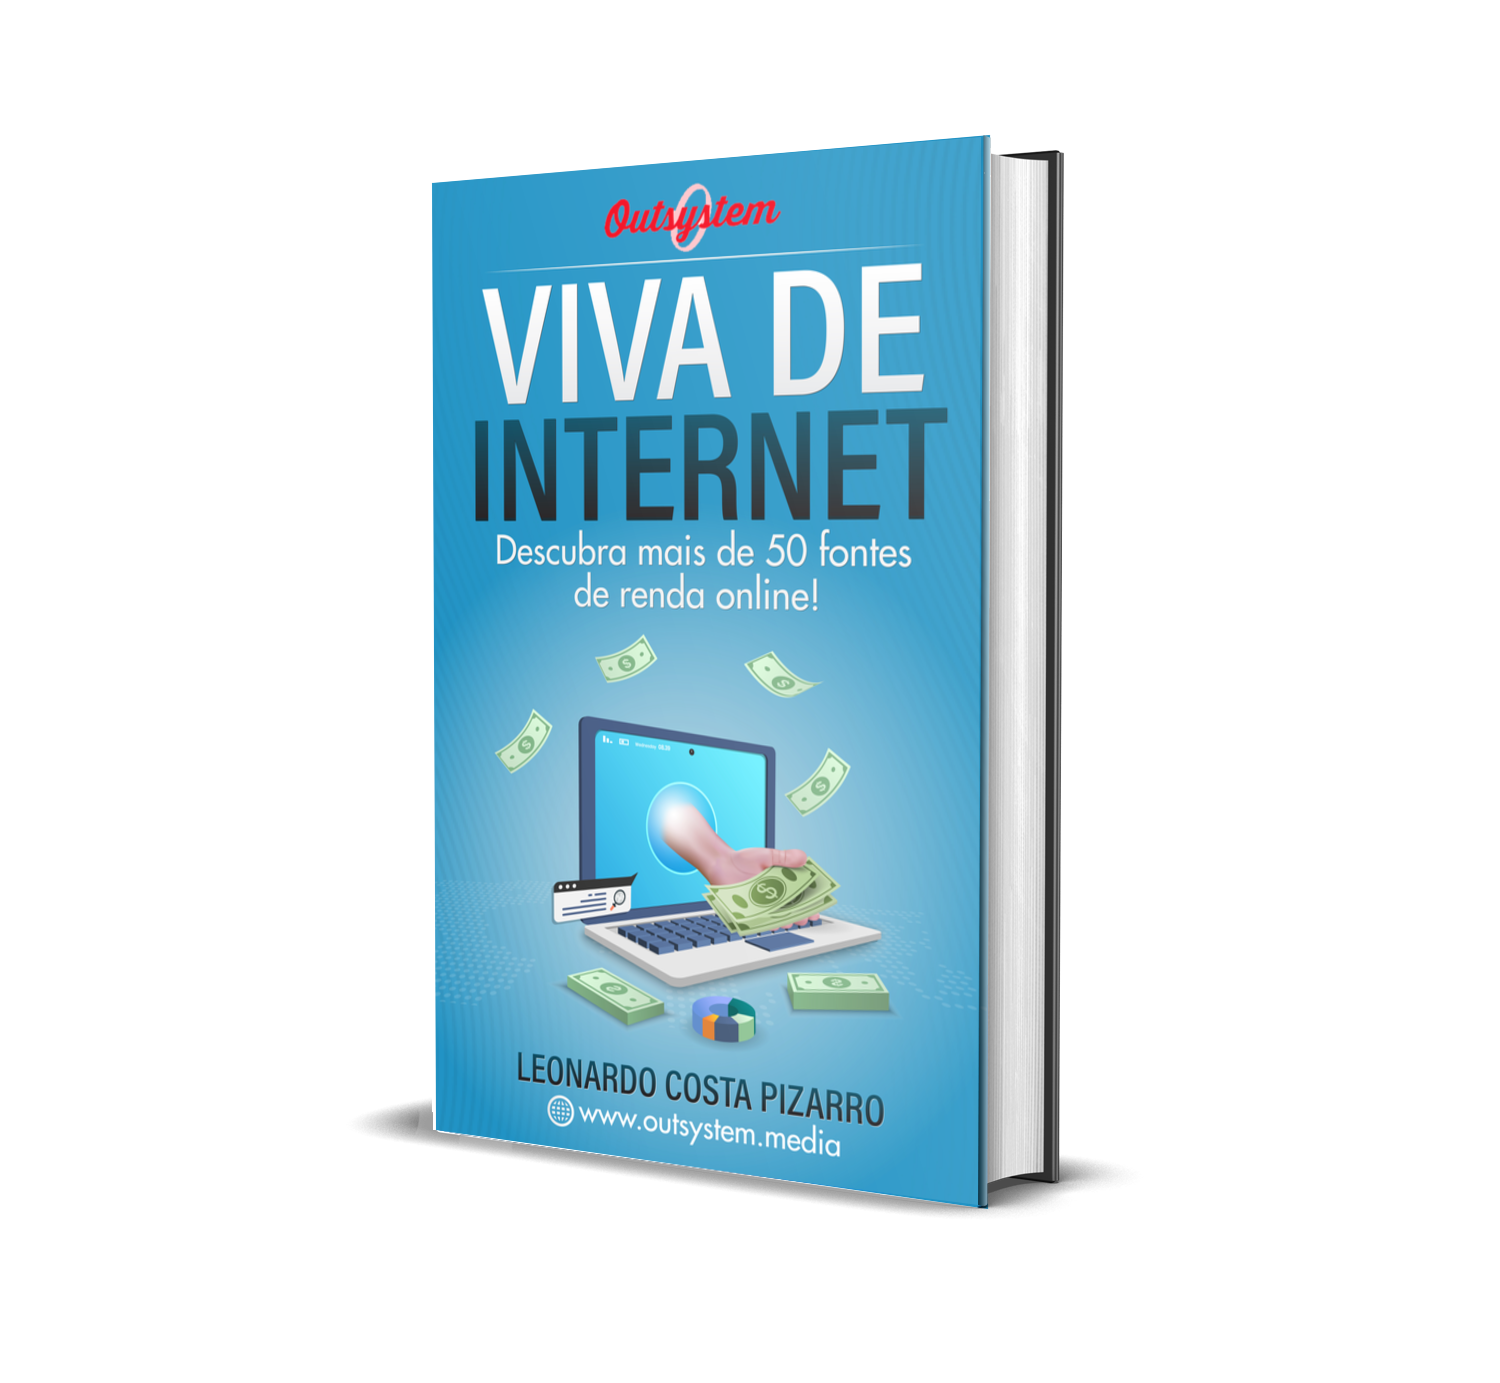 Outsystem
VIVA DE
INTERNET
Descubra mais de 50 fontes
de renda online!
LEONARDO COSTA PIZARRO
www.outsystem.media